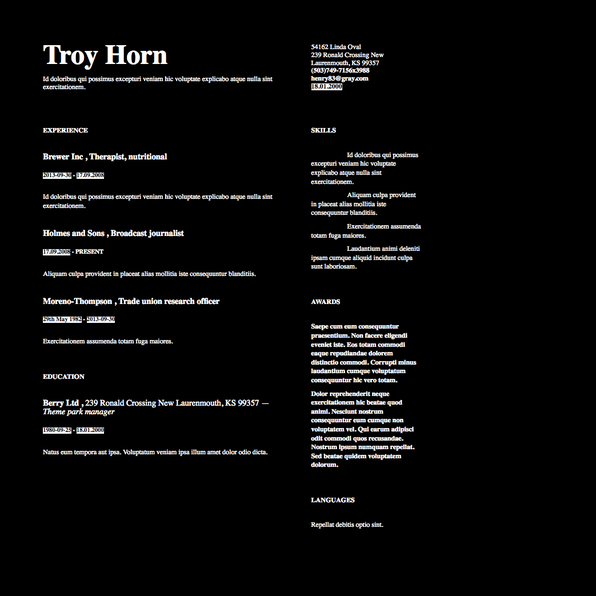 Troy Horn
Id doloribus qui possimus excepturi veniam hic voluptate explicabo atque nulla sint
exercitationem.
54162 Linda Oval
239 Ronald Crossing New
Laurenmouth, KS 99357
(503)749-7156x3988
henry83@gray.com
18.01.2000
EXPERIENCE
Brewer Inc , Therapist, nutritional
2013-09-30 - 17.09.2008
Id doloribus qui possimus excepturi veniam hic voluptate explicabo atque nulla sint
exercitationem.
Holmes and Sons , Broadcast journalist
17.09.2008 - PRESENT
Aliquam culpa provident in placeat alias mollitia iste consequuntur blanditiis.
Moreno-Thompson , Trade union research officer
29th May 1982 - 2013-09-30
Exercitationem assumenda totam fuga maiores.
EDUCATION
Berry Ltd , 239 Ronald Crossing New Laurenmouth, KS 99357 —
Theme park manager
1980-09-25 - 18.01.2000
Natus eum tempora aut ipsa. Voluptatum veniam ipsa illum amet dolor odio dicta.
SKILLS
Id doloribus qui possimus
excepturi veniam hic voluptate
explicabo atque nulla sint
exercitationem.
Aliquam culpa provident
in placeat alias mollitia iste
consequuntur blanditiis.
Exercitationem assumenda
totam fuga maiores.
Laudantium animi deleniti
ipsam cumque aliquid incidunt culpa
sunt laboriosam.
AWARDS
Saepe cum eum consequuntur
praesentium. Non facere eligendi
eveniet iste. Eos totam commodi
eaque repudiandae dolorem
distinctio commodi. Corrupti minus
laudantium cumque voluptatum
consequuntur hic vero totam.
Dolor reprehenderit neque
exercitationem hic beatae quod
animi. Nesciunt nostrum
consequuntur eum cumque non
voluptatem vel. Qui earum adipisci
odit commodi quos recusandae.
Nostrum ipsum numquam repellat.
Sed beatae quidem voluptatem
dolorum.
LANGUAGES
Repellat debitis optio sint.